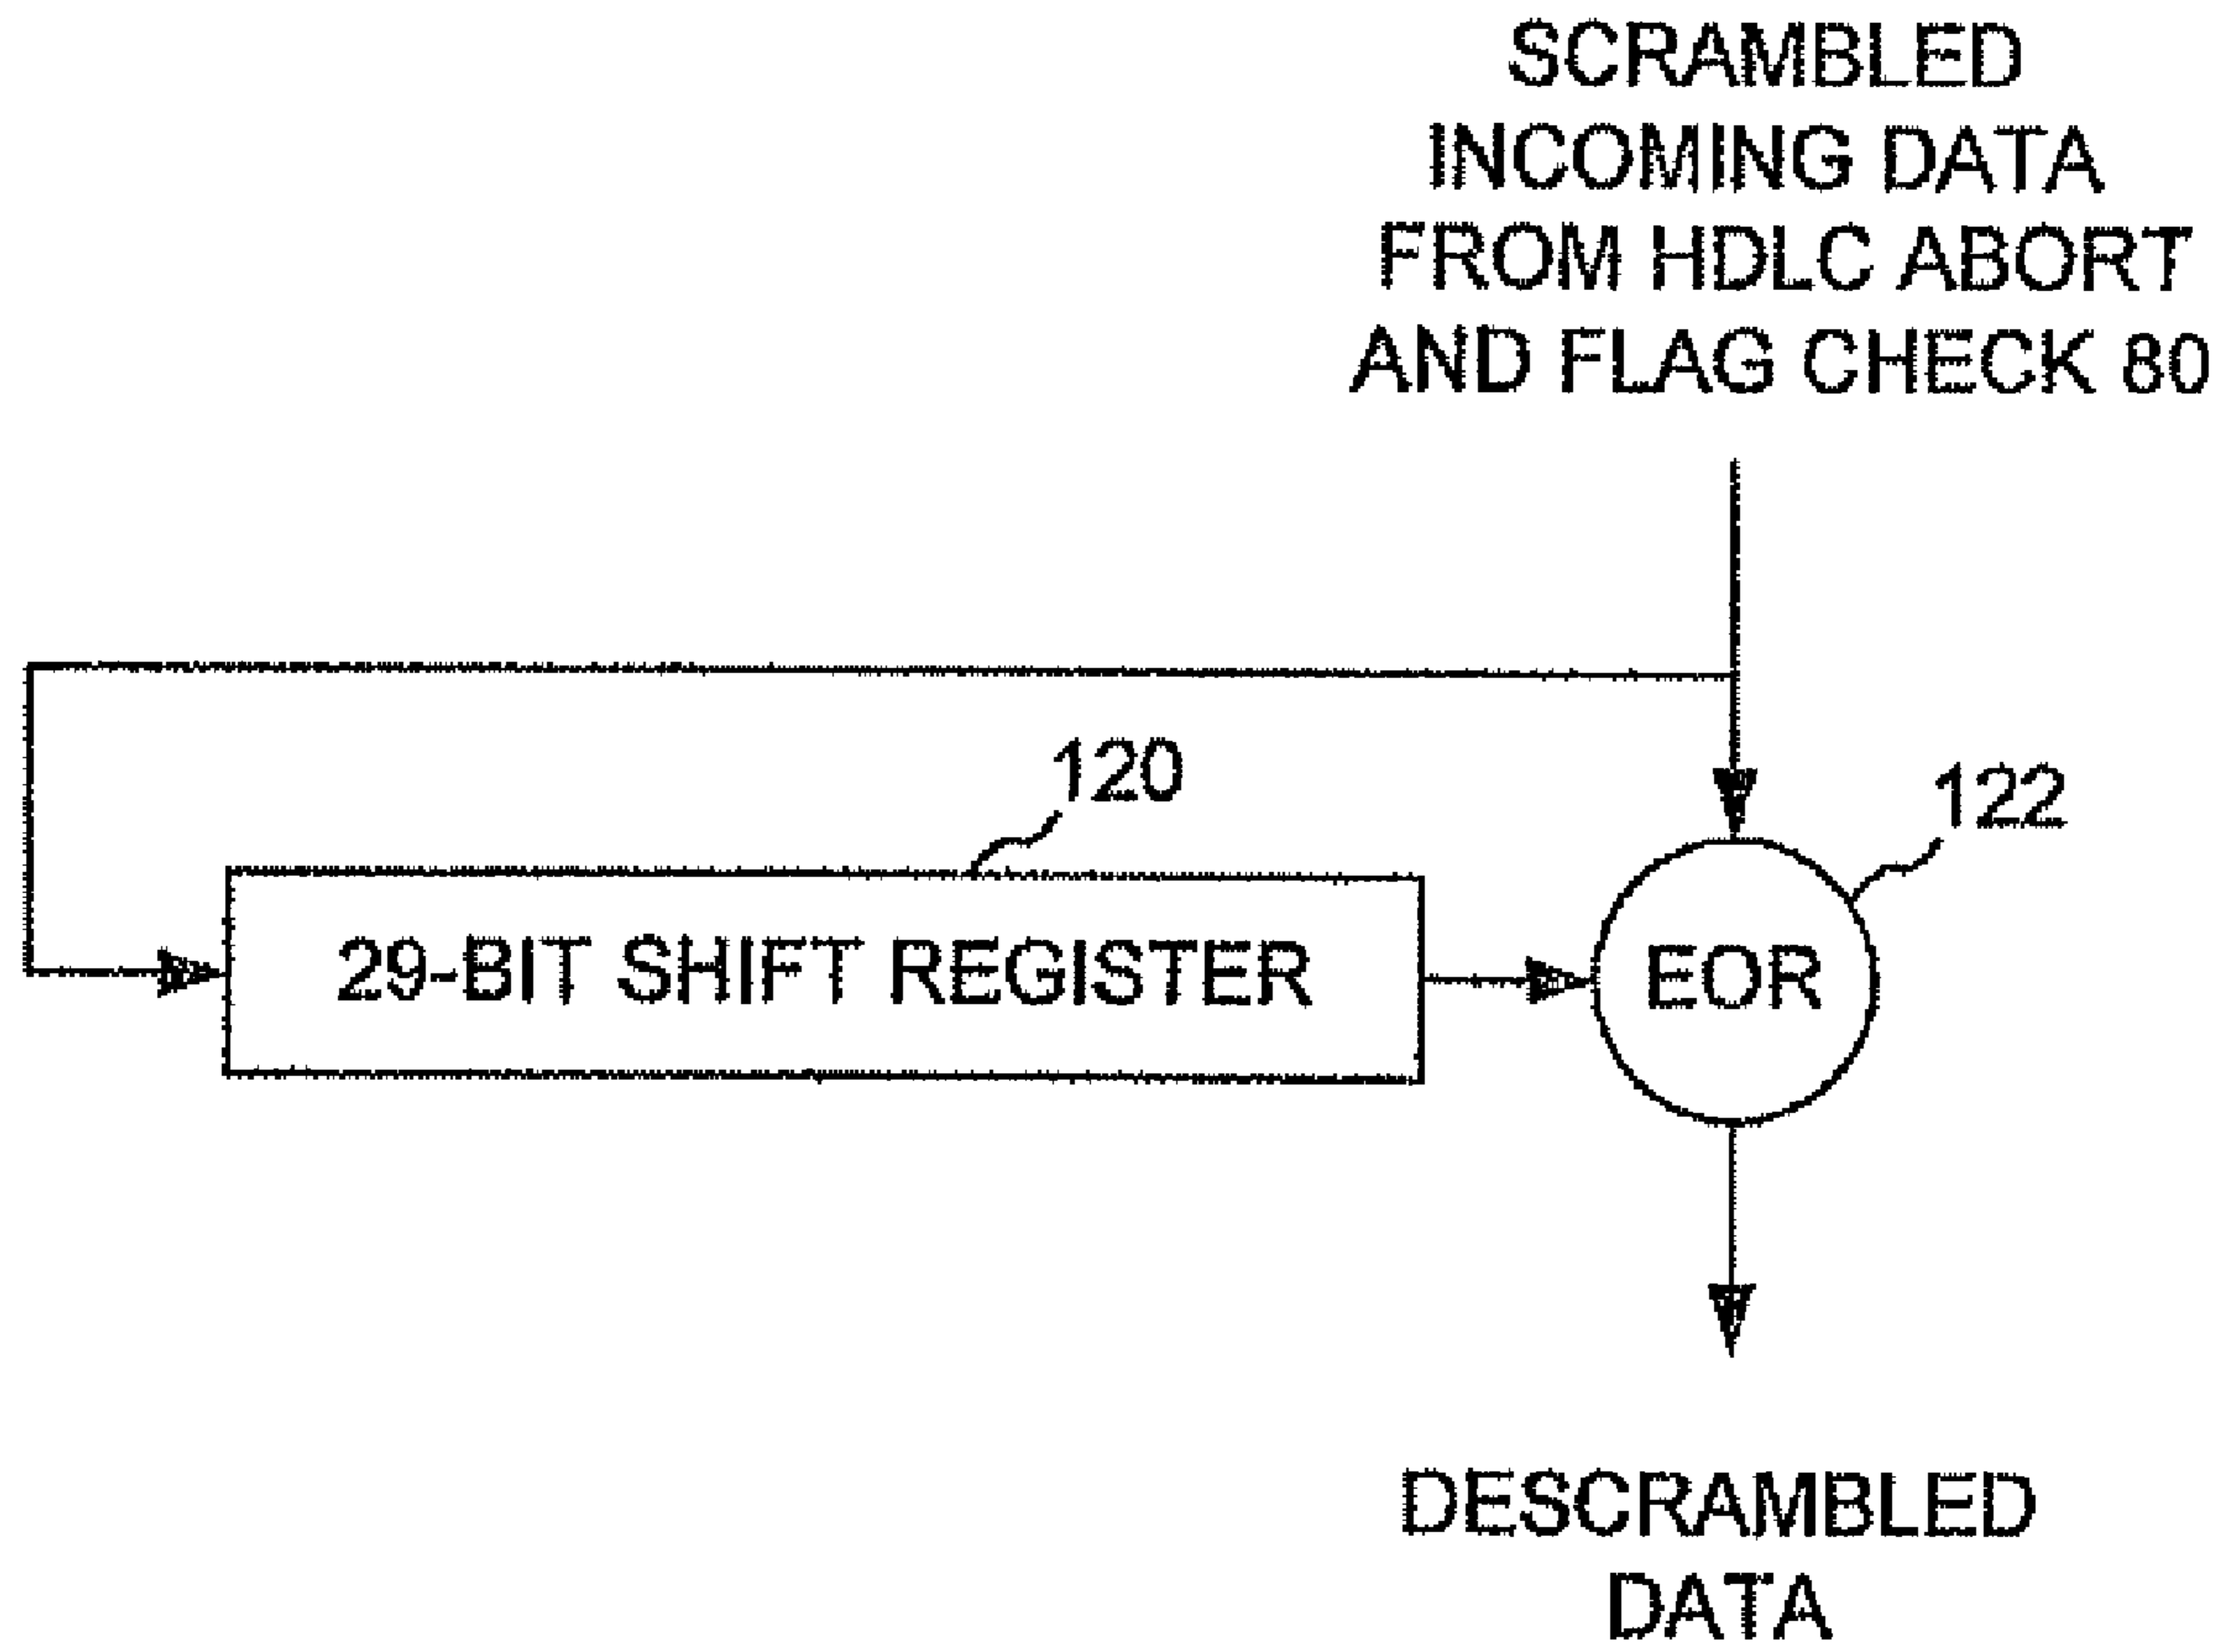 SCRAMBLED
INCOMING DATA
FROM HDLC ABORT
AND FLAG CHECK 80
120
122
29-BIT SHIFT REGISTER
EOR
DESCRAMBLED
DATA